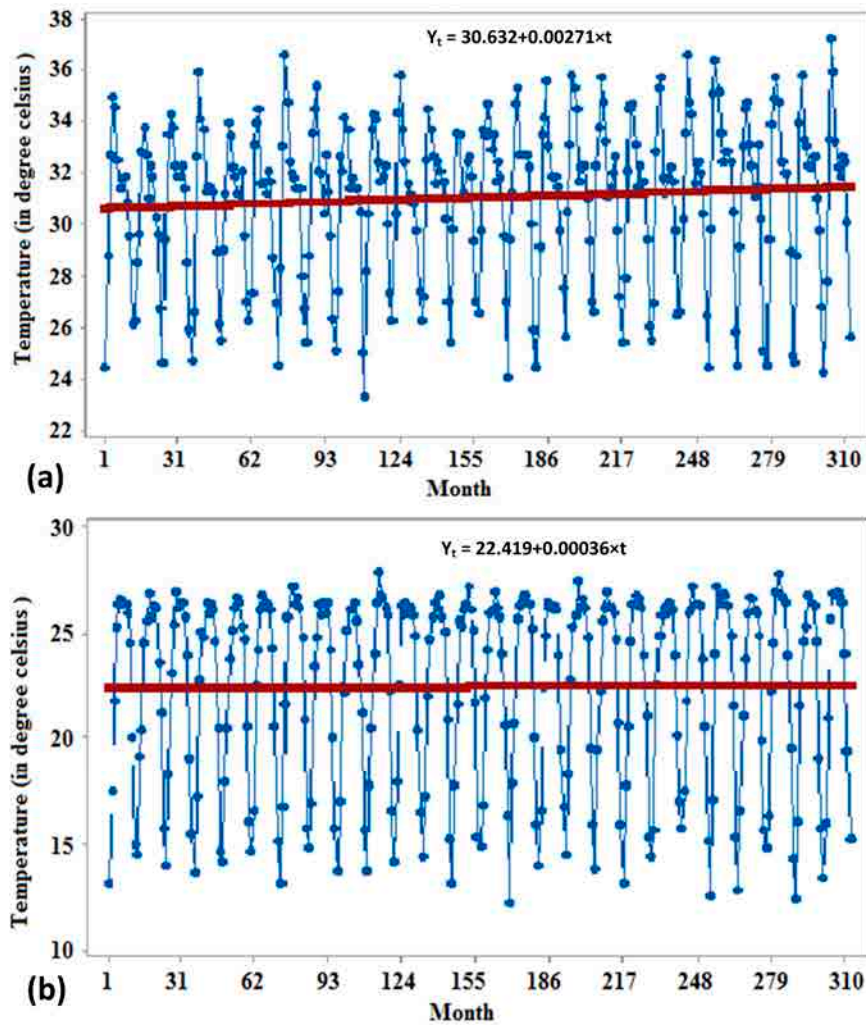 38
Yₜ = 30.632+0.00271×t
36
34
32
30
28
26
24
22
Temperature (in degree celsius )
1 31 62 93 124 155 186 217 248 279 310
(a)
Month
30
Yₜ = 22.419+0.00036×t
25
20
15
10
Temperature (in degree celsius )
1 31 62 93 124 155 186 217 248 279 310
(b)
Month